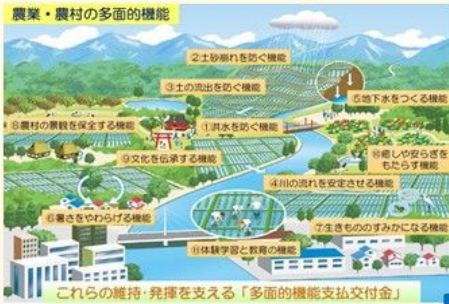 農業・農村の多面的機能
②土砂崩れを防ぐ機能
③土の流出を防ぐ機能
⑤地下水をつくる機能
⑧農村の景観を保全する機能
①洪水を防ぐ機能
⑨文化を伝承する機能
⑩癒しや安らぎを
もたらす機能
④川の流れを安定させる機能
⑥暑さをやわらげる機能
⑦生きもののすみかになる機能
⑪体験学習と教育の機能
これらの維持・発揮を支える「多面的機能支払交付金」